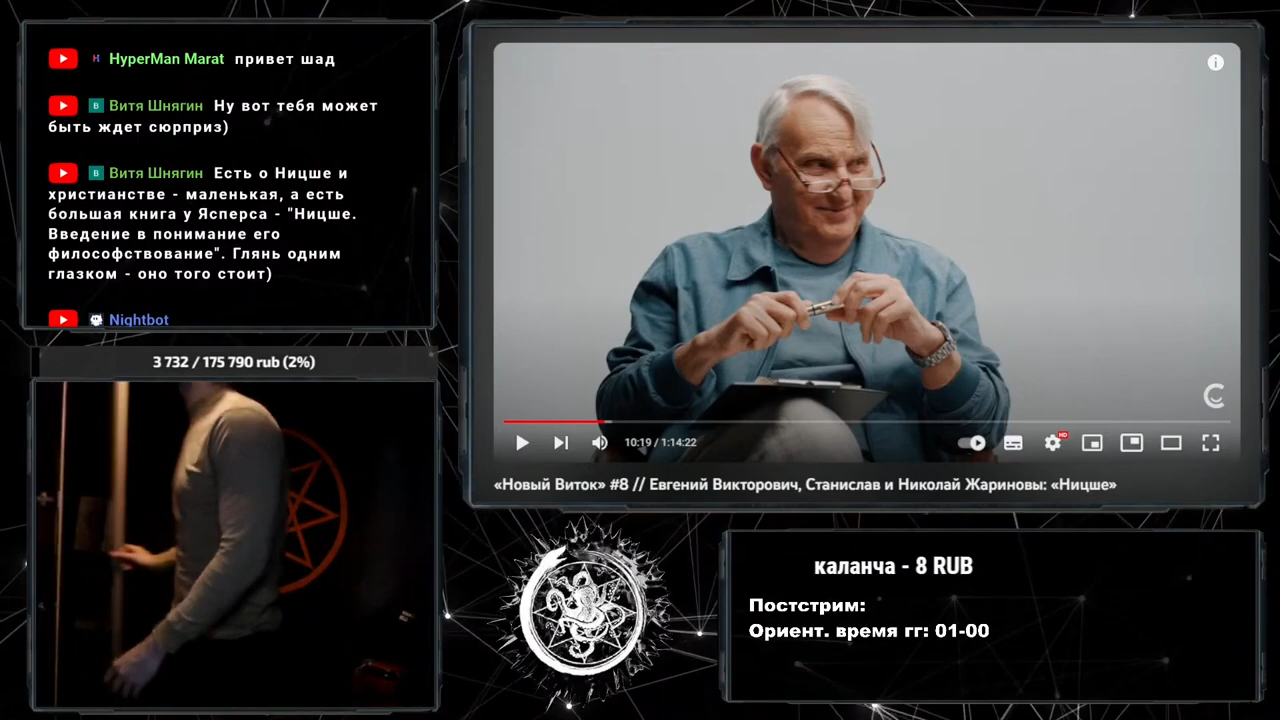 HyperMan Marat привет шад
Витя Шнягин Ну вот тебя может
быть ждет сюрприз)
Витя Шнягин Есть о Ницше и
христианстве - маленькая, а есть
большая книга у Ясперса - "Ницше.
Введение в понимание его
философствование". Глянь одним
глазком - оно того стоит)
Nightbot
3 732 / 175 790 rub (2%)
10:19 / 1:14:22
HD
«Новый Виток» #8 // Евгений Викторович, Станислав и Николай Жариновы: «Ницше»
каланча - 8 RUB
Постстрим:
Ориент. время гг: 01-00